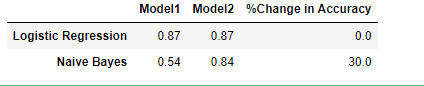 Model1 Model2 %Change in Accuracy
Logistic Regression 0.87 0.87 0.0
Naive Bayes 0.54 0.84 30.0